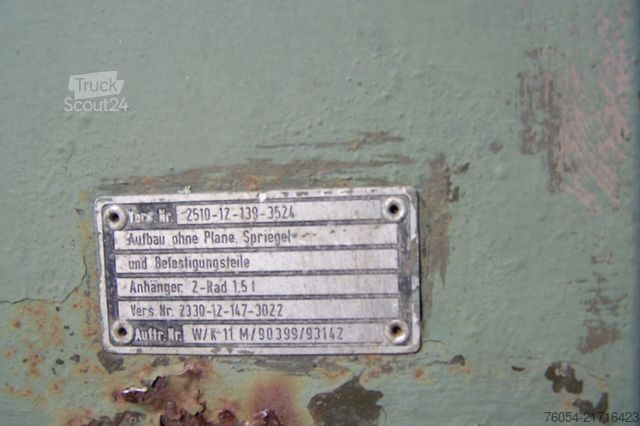 Truck
Scout24
Vers. Nr. 2510-12-139-3524
Aufbau ohne Plane, Spriegel
und Befestigungsteile
Anhänger, 2-Rad 1,5 t
Vers. Nr. 2330-12-147-3022
Auftr. Nr. W/K 11 M/90399/93142
76054-21716423